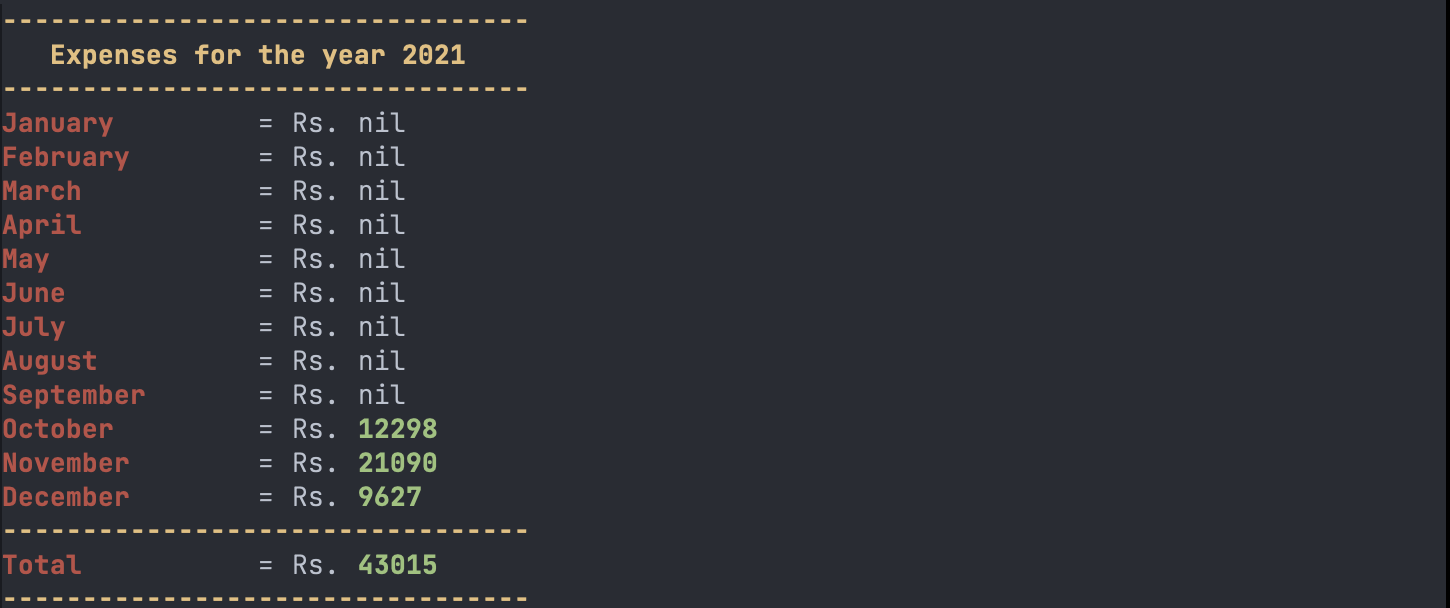 ---------------------------------
Expenses for the year 2021
---------------------------------
January = Rs. nil
February = Rs. nil
March = Rs. nil
April = Rs. nil
May = Rs. nil
June = Rs. nil
July = Rs. nil
August = Rs. nil
September = Rs. nil
October = Rs. 12298
November = Rs. 21090
December = Rs. 9627
---------------------------------
Total = Rs. 43015
---------------------------------